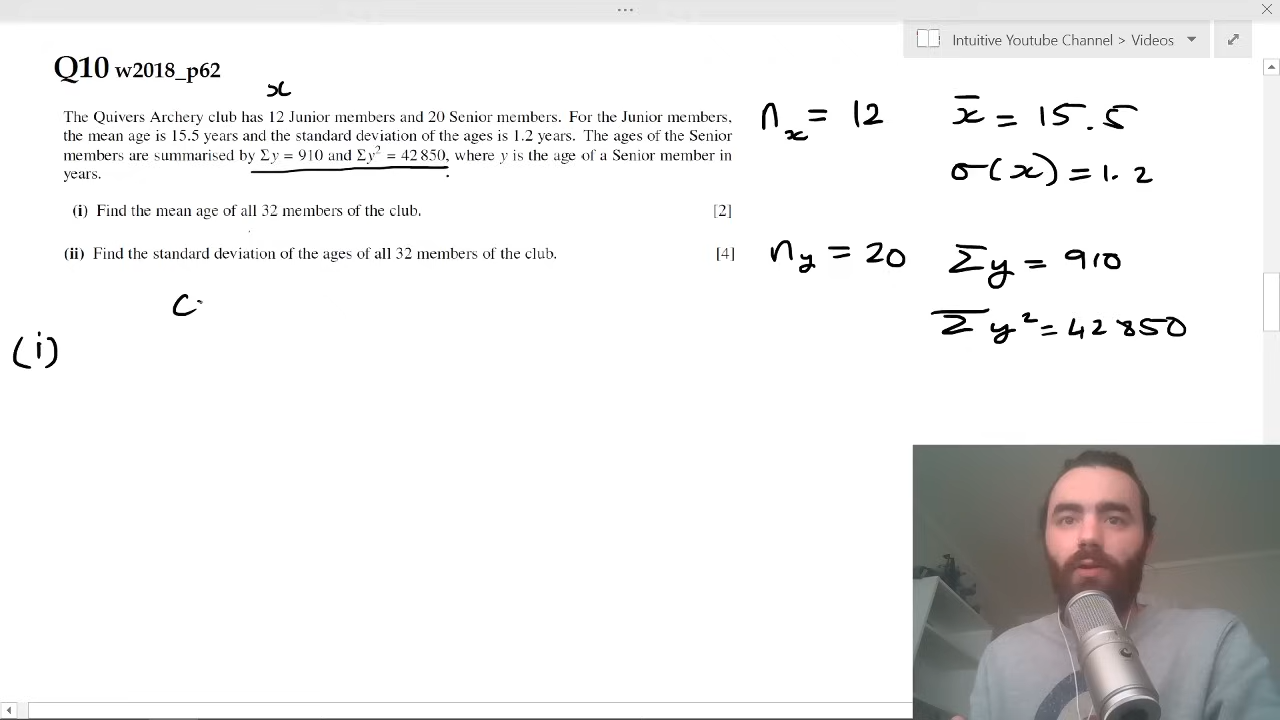 Intuitive Youtube Channel > Videos
Q10 w2018_p62
x
The Quivers Archery club has 12 Junior members and 20 Senior members. For the Junior members,
the mean age is 15.5 years and the standard deviation of the ages is 1.2 years. The ages of the Senior
members are summarised by Σy = 910 and Σy² = 42 850, where y is the age of a Senior member in
years.
(i) Find the mean age of all 32 members of the club. [2]
(ii) Find the standard deviation of the ages of all 32 members of the club. [4]
C
(i)
nₓ = 12 x̄ = 15.5
σ(x) = 1.2
n_y = 20 Σy = 910
Σy² = 42850